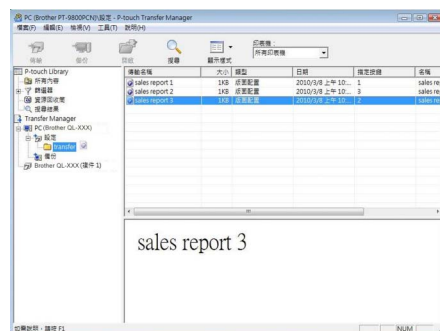 PC (Brother PT-9800PCN)\設定 - P-touch Transfer Manager
檔案(F) 編輯(E) 檢視(V) 工具(T) 說明(H)
傳輸 備份 開啟 搜尋 顯示樣式
印表機:
所有印表機
P-touch Library
所有內容
篩選器
資源回收筒
搜尋結果
Transfer Manager
PC (Brother QL-XXX)
設定
transfer
備份
Brother QL-XXX (複件 1)
傳輸名稱 大小 類型 日期 指定按鍵 名稱
sales report 1 1KB 版面配置 2010/3/8 上午 10:... 1 sales re
sales report 2 1KB 版面配置 2010/3/8 上午 10:... 3 sales re
sales report 3 1KB 版面配置 2010/3/8 上午 10:... 2 sales re
sales report 3
如需說明，請按 F1
NUM